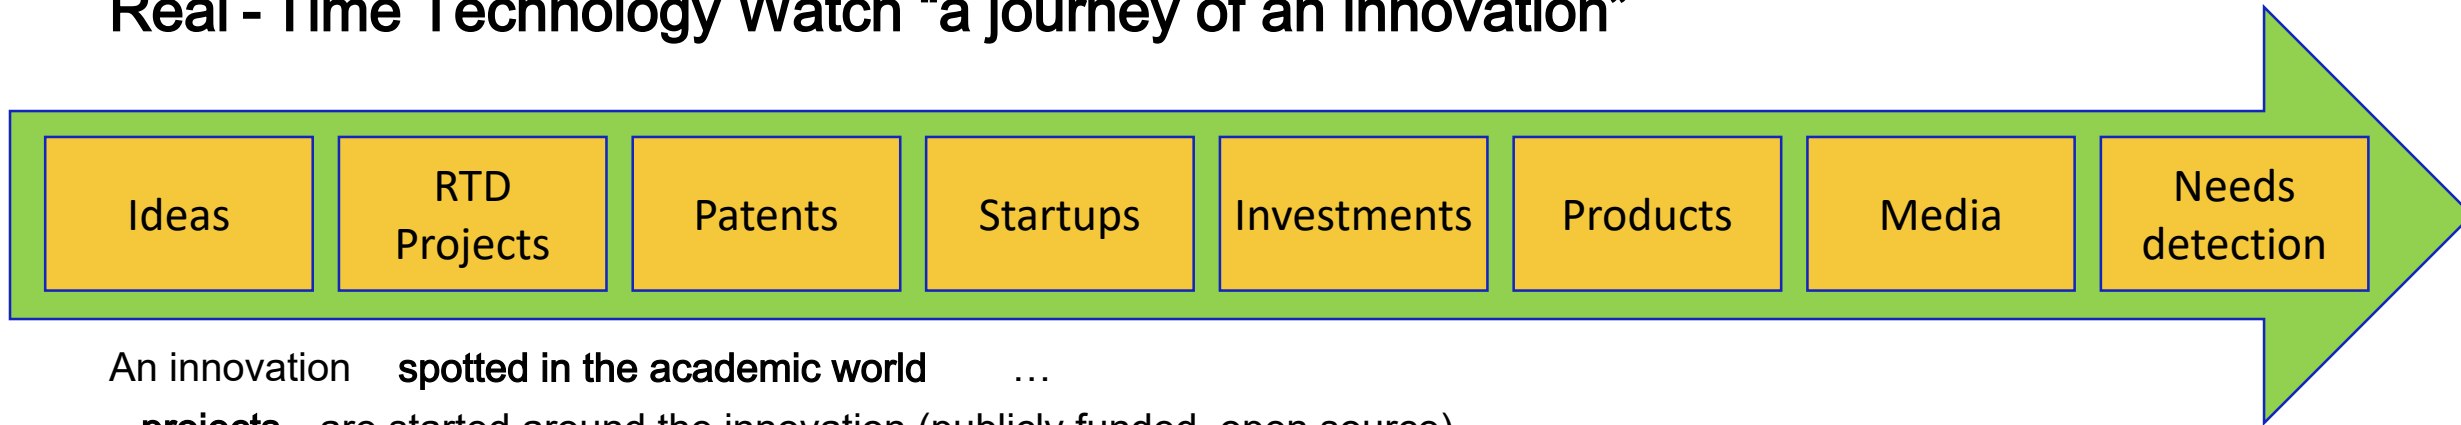 Real - Time Technology Watch "a journey of an innovation"
Ideas
RTD
Projects
Patents
Startups
Investments
Products
Media
Needs
detection
An innovation spotted in the academic world …
projects are started around the innovation (publicly funded, open source)